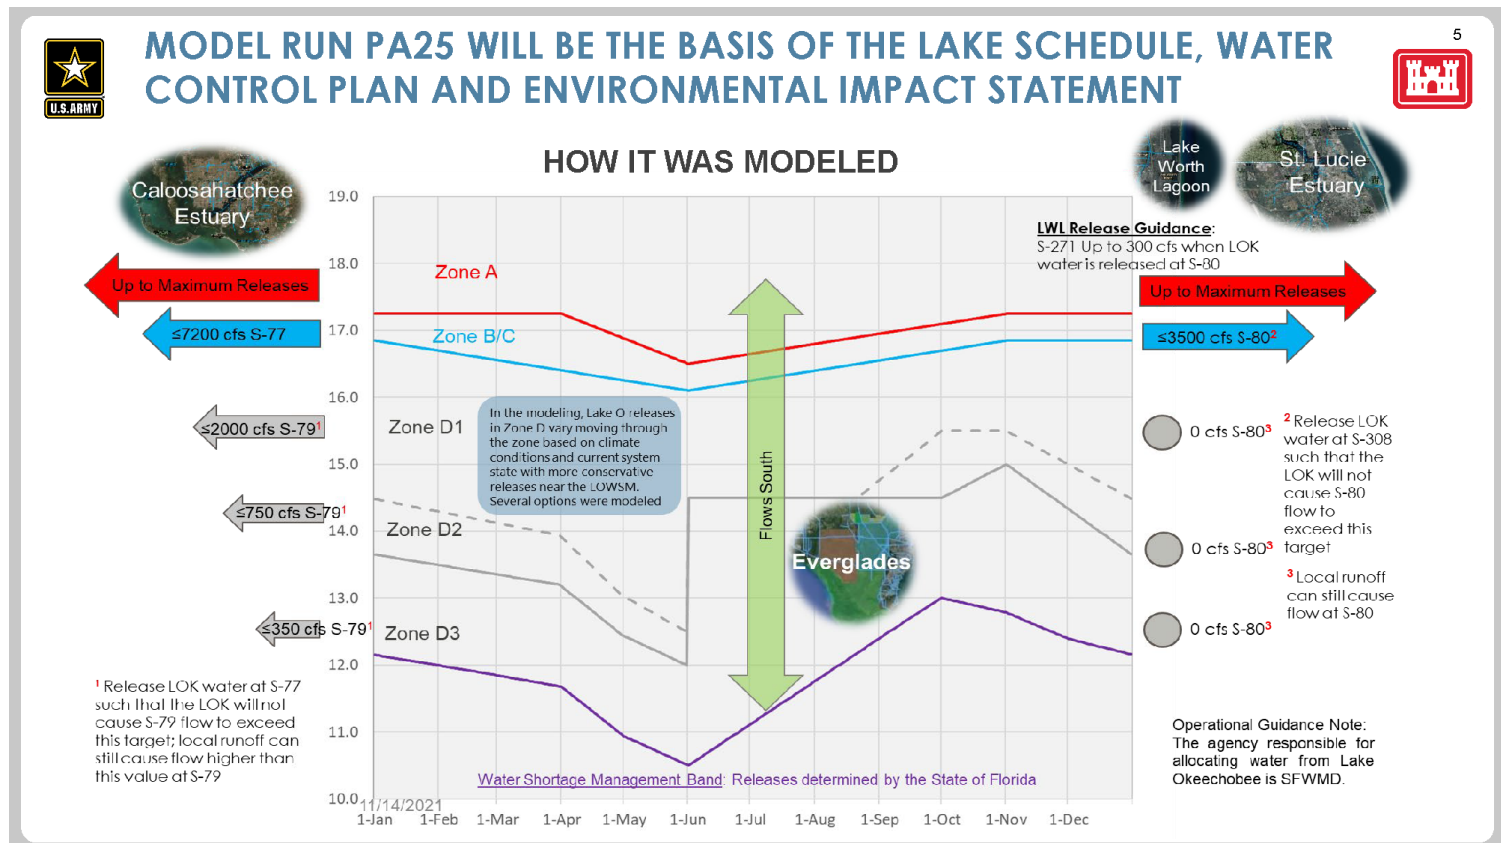 5
MODEL RUN PA25 WILL BE THE BASIS OF THE LAKE SCHEDULE, WATER
CONTROL PLAN AND ENVIRONMENTAL IMPACT STATEMENT
U.S.ARMY
HOW IT WAS MODELED
Caloosahatchee
Estuary
Lake
Worth
Lagoon
St. Lucie
Estuary
LWL Release Guidance:
S-271 Up to 300 cfs when LOK
water is released at S-80
Up to Maximum Releases
≤7200 cfs S-77
≤2000 cfs S-79¹
≤750 cfs S-79¹
≤350 cfs S-79¹
¹ Release LOK water at S-77
such that the LOK will not
cause S-79 flow to exceed
this target; local runoff can
still cause flow higher than
this value at S-79
19.0
18.0
17.0
16.0
15.0
14.0
13.0
12.0
11.0
10.0
Zone A
Zone B/C
Zone D1
Zone D2
Zone D3
In the modeling, Lake O releases
in Zone D vary moving through
the zone based on climate
conditions and current system
state with more conservative
releases near the LOWSM.
Several options were modeled
Flows South
Everglades
Water Shortage Management Band: Releases determined by the State of Florida
11/14/2021
1-Jan 1-Feb 1-Mar 1-Apr 1-May 1-Jun 1-Jul 1-Aug 1-Sep 1-Oct 1-Nov 1-Dec
Up to Maximum Releases
≤3500 cfs S-80²
0 cfs S-80³
0 cfs S-80³
0 cfs S-80³
² Release LOK
water at S-308
such that the
LOK will not
cause S-80
flow to
exceed this
target
³ Local runoff
can still cause
flow at S-80
Operational Guidance Note:
The agency responsible for
allocating water from Lake
Okeechobee is SFWMD.